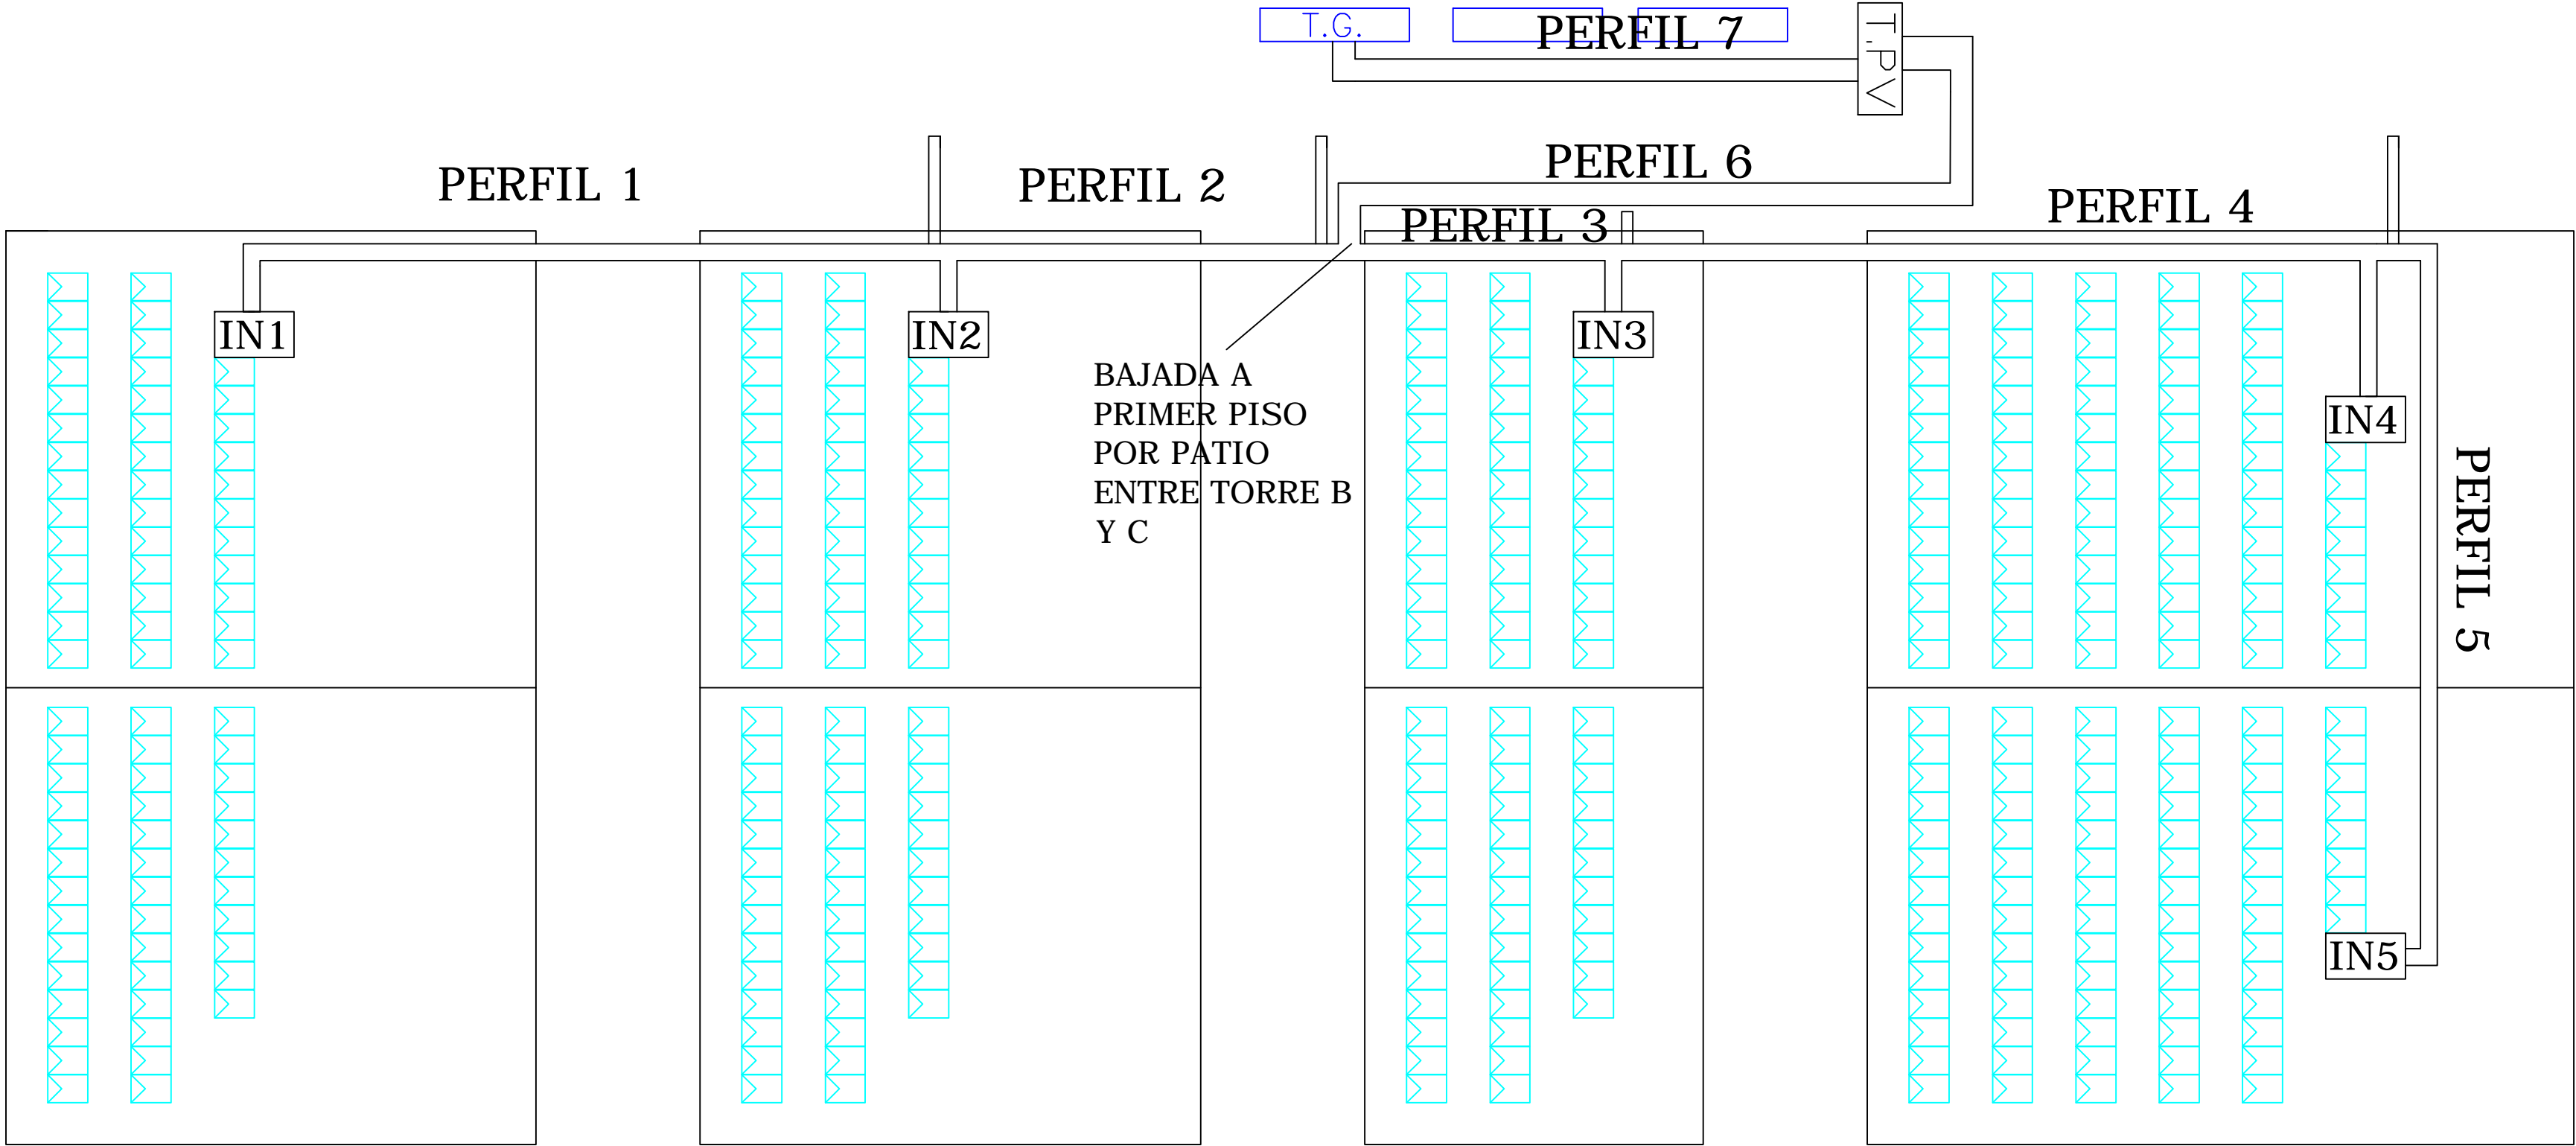 T.G.
PERFIL 7
T.PV
PERFIL 1
PERFIL 2
PERFIL 6
PERFIL 3
PERFIL 4
IN1
IN2
IN3
IN4
BAJADA A
PRIMER PISO
POR PATIO
ENTRE TORRE B
Y C
PERFIL 5
IN5